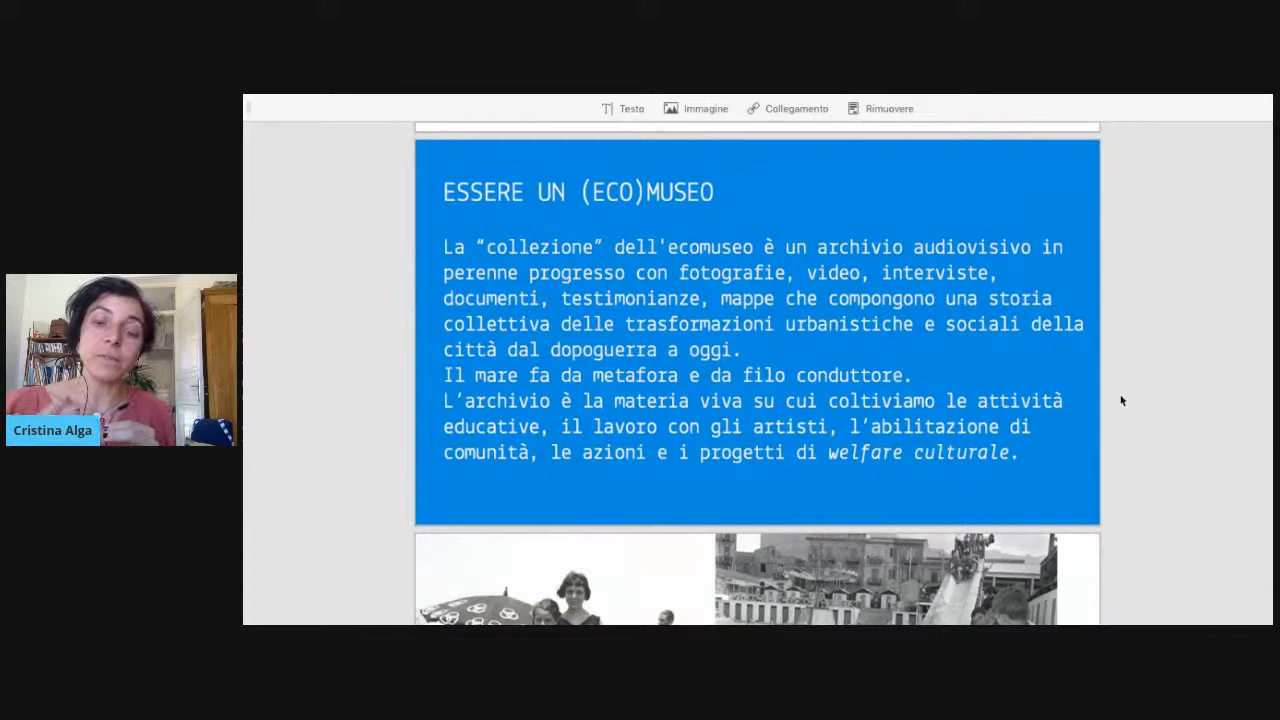 Testo Immagine Collegamento Rimuovere
ESSERE UN (ECO)MUSEO
La “collezione” dell'ecomuseo è un archivio audiovisivo in
perenne progresso con fotografie, video, interviste,
documenti, testimonianze, mappe che compongono una storia
collettiva delle trasformazioni urbanistiche e sociali della
città dal dopoguerra a oggi.
Il mare fa da metafora e da filo conduttore.
L’archivio è la materia viva su cui coltiviamo le attività
educative, il lavoro con gli artisti, l’abilitazione di
comunità, le azioni e i progetti di welfare culturale.
Cristina Alga